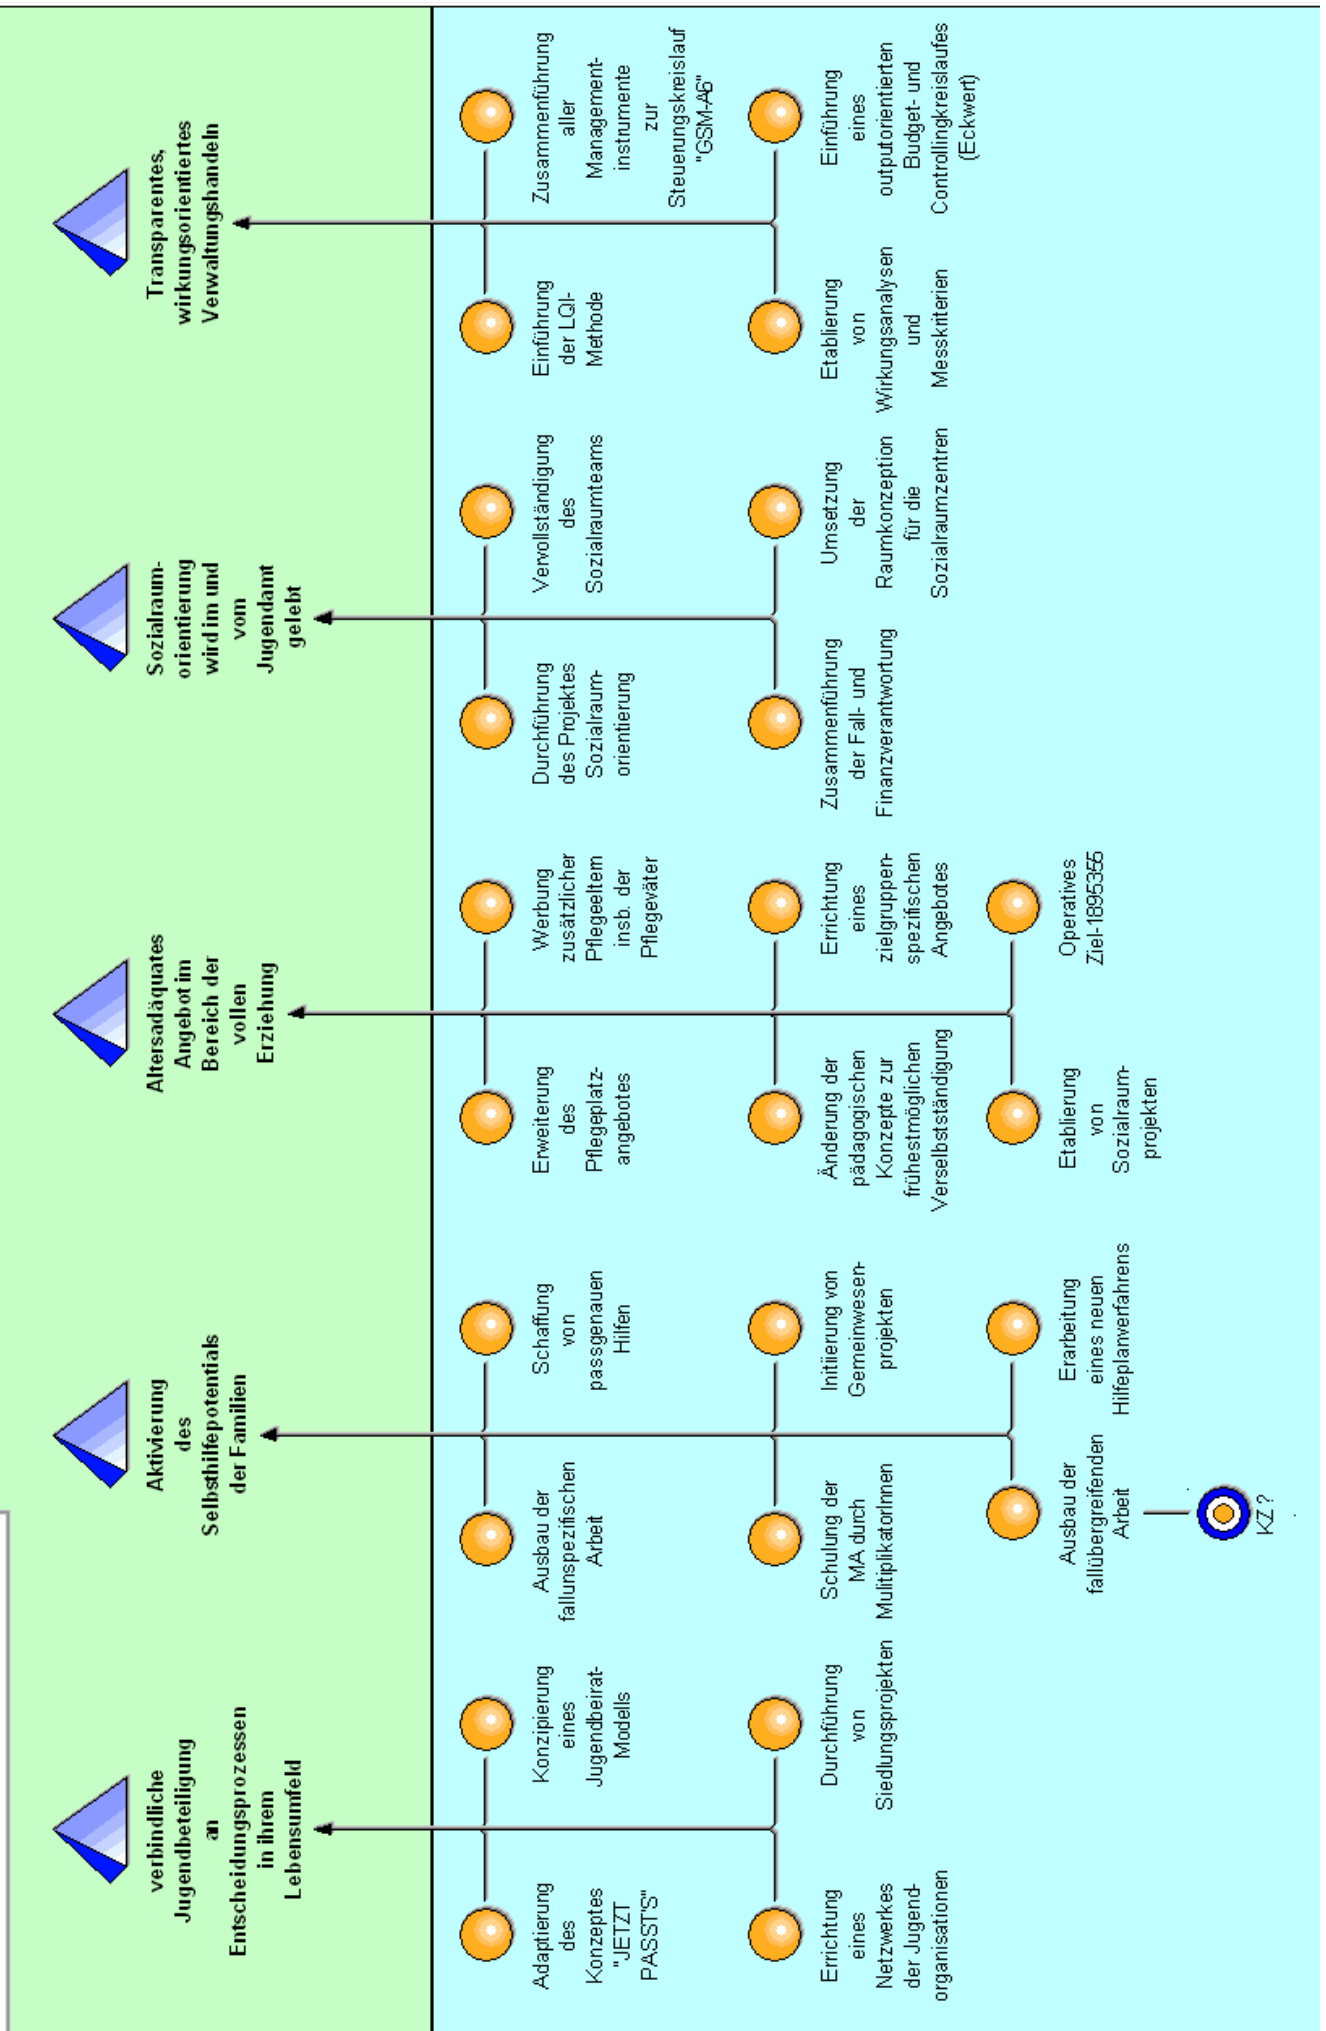 verbindliche
Jugendbeteiligung
an
Entscheidungsprozessen
in ihrem
Lebensumfeld
Aktivierung
des
Selbsthilfepotentials
der Familien
Altersadäquates
Angebot im
Bereich der
vollen
Erziehung
Sozialraum-
orientierung
wird im und
vom
Jugendamt
gelebt
Transparentes,
wirkungsorientiertes
Verwaltungshandeln
Adaptierung
des
Konzeptes
"JETZT
PASST'S"
Konzipierung
eines
Jugendbeirat-
Modells
Ausbau der
fallunspezifischen
Arbeit
Schaffung
von
passgenauen
Hilfen
Erweiterung
des
Pflegeplatz-
angebotes
Werbung
zusätzlicher
Pflegeeltern
insb. der
Pflegeväter
Durchführung
des Projektes
Sozialraum-
orientierung
Vervollständigung
des
Sozialraumteams
Einführung
der LQI-
Methode
Zusammenführung
aller
Management-
instrumente
zur
Steuerungskreislauf
"GSM-A6"
Errichtung
eines
Netzwerkes
der Jugend-
organisationen
Durchführung
von
Siedlungsprojekten
Schulung der
MA durch
MulitiplikatorInnen
Initiierung von
Gemeinwesen-
projekten
Änderung der
pädagogischen
Konzepte zur
frühestmöglichen
Verselbstständigung
Errichtung
eines
zielgruppen-
spezifischen
Angebotes
Zusammenführung
der Fall- und
Finanzverantwortung
Umsetzung
der
Raumkonzeption
für die
Sozialraumzentren
Etablierung
von
Wirkungsanalysen
und
Messkriterien
Einführung
eines
outputorientierten
Budget- und
Controllingkreislaufes
(Eckwert)
Ausbau der
fallübergreifenden
Arbeit
Erarbeitung
eines neuen
Hilfeplanverfahrens
Etablierung
von
Sozialraum-
projekten
Operatives
Ziel-1895355
KZ ?